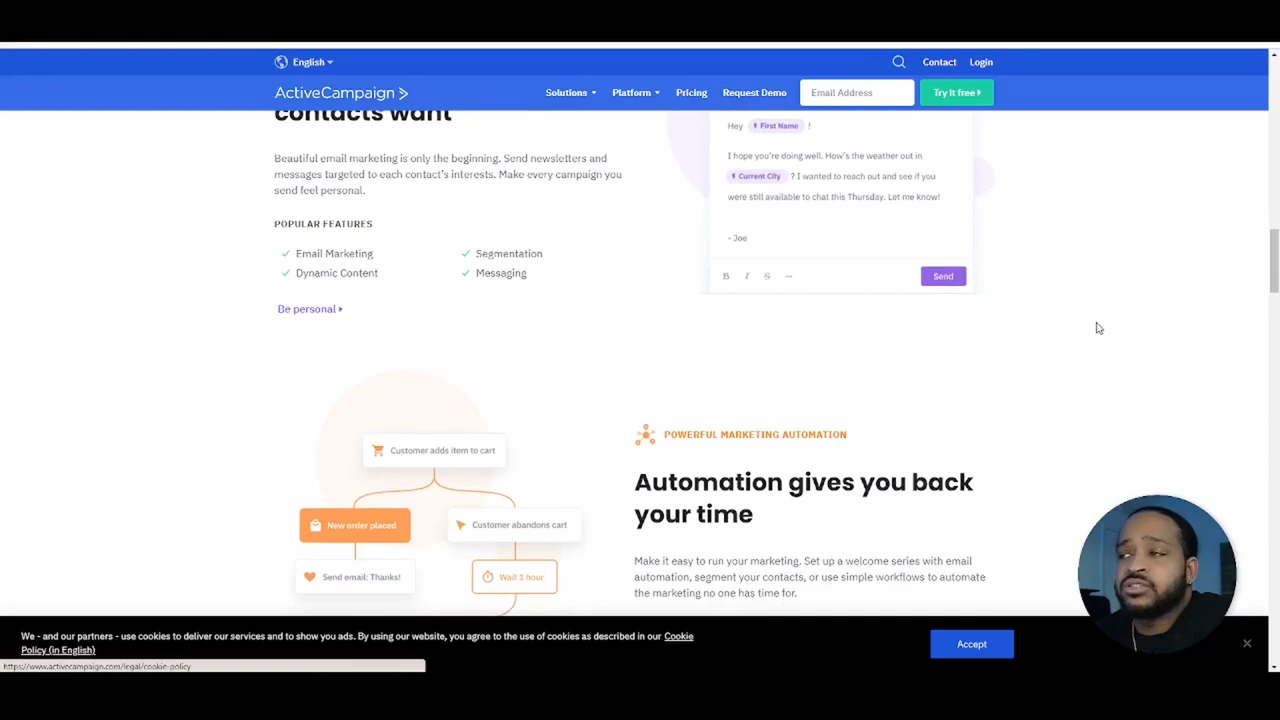 English
Contact
Login
ActiveCampaign >
Solutions
Platform
Pricing
Request Demo
Email Address
Try it free
contacts want
Beautiful email marketing is only the beginning. Send newsletters and
messages targeted to each contact's interests. Make every campaign you
send feel personal.
POPULAR FEATURES
Email Marketing
Segmentation
Dynamic Content
Messaging
Be personal
Hey First Name !
I hope you're doing well. How's the weather out in
Current City ? I wanted to reach out and see if you
were still available to chat this Thursday. Let me know!
- Joe
B I S ...
Send
Customer adds item to cart
New order placed
Customer abandons cart
Send email: Thanks!
Wait 1 hour
POWERFUL MARKETING AUTOMATION
Automation gives you back
your time
Make it easy to run your marketing. Set up a welcome series with email
automation, segment your contacts, or use simple workflows to automate
the marketing no one has time for.
We - and our partners - use cookies to deliver our services and to show you ads. By using our website, you agree to the use of cookies as described in our Cookie
Policy (in English)
Accept
https://www.activecampaign.com/legal/cookie-policy